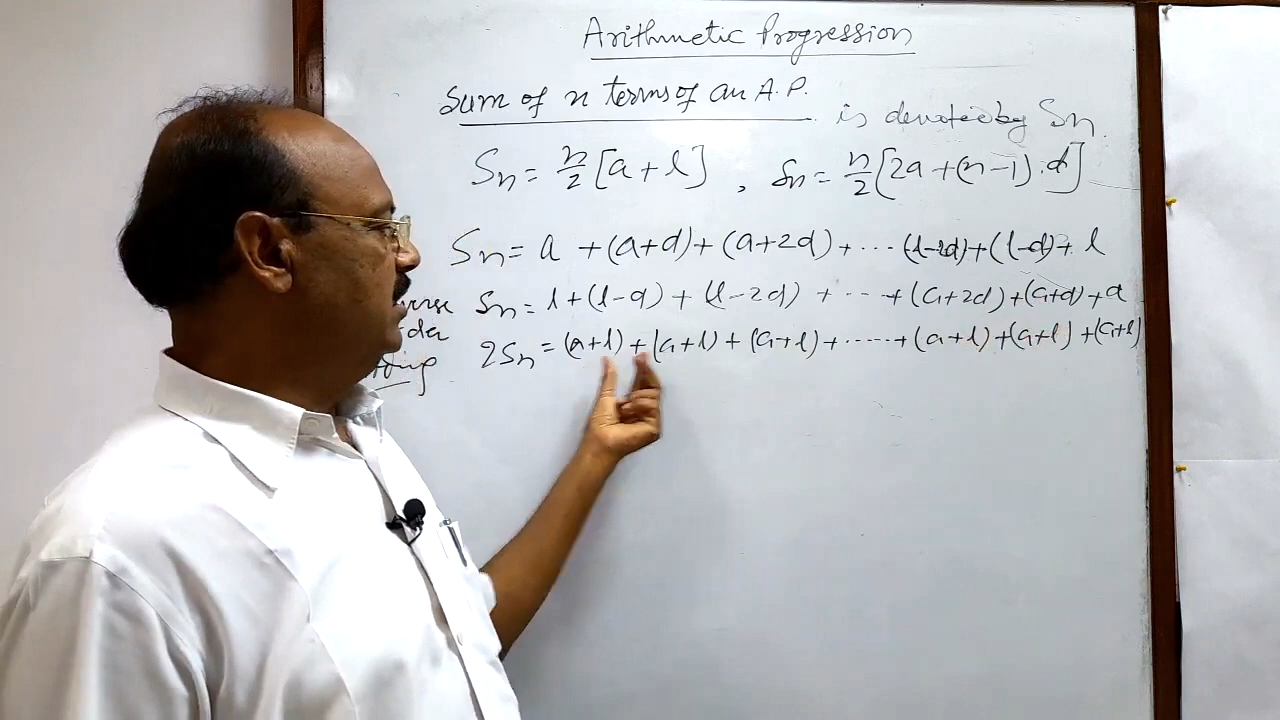 Arithmetic Progression
Sum of n terms of an A.P. is denoted by Sn.
Sn = n/2 [a + l] , Sn = n/2 [2a + (n-1).d]
Sn = a + (a+d) + (a+2d) + ... (l-2d) + (l-d) + l
Sn = l + (l-d) + (l-2d) + ... + (a+2d) + (a+d) + a
2Sn = (a+l) + (a+l) + (a+l) + ..... + (a+l) + (a+l) + (a+l)